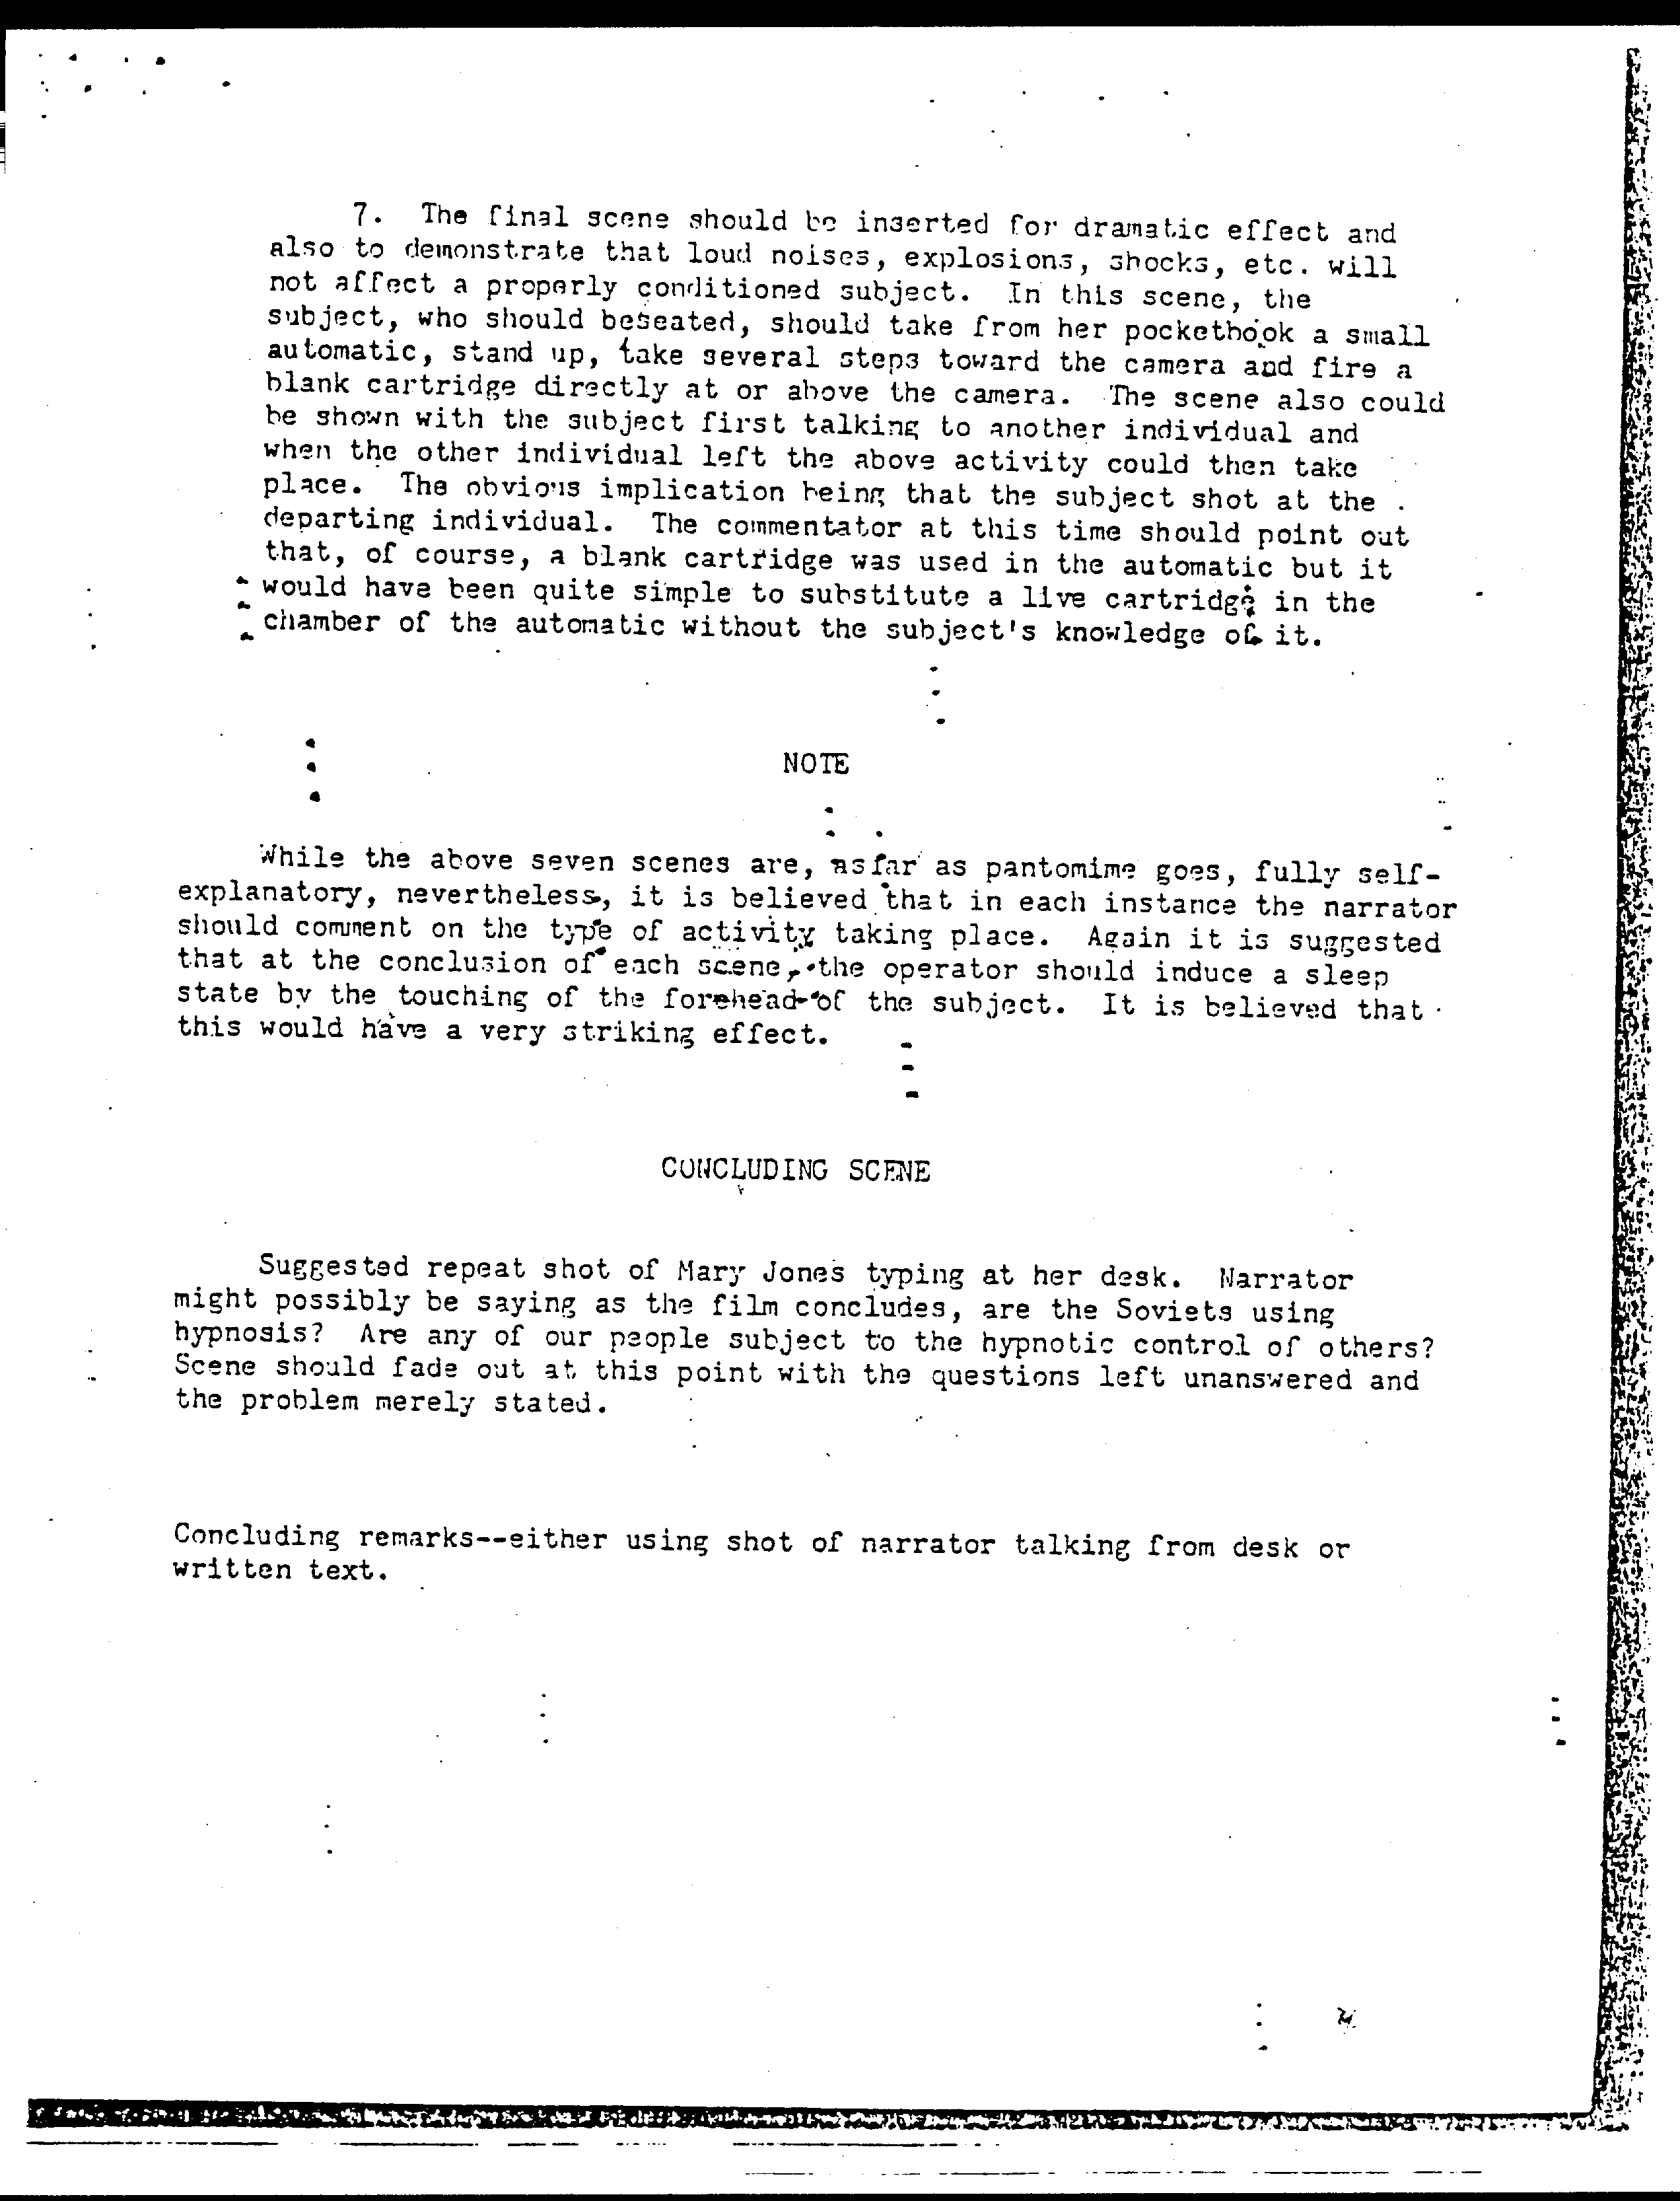 7. The final scene should be inserted for dramatic effect and
also to demonstrate that loud noises, explosions, shocks, etc. will
not affect a properly conditioned subject. In this scene, the
subject, who should beseated, should take from her pocketbook a small
automatic, stand up, take several steps toward the camera and fire a
blank cartridge directly at or above the camera. The scene also could
be shown with the subject first talking to another individual and
when the other individual left the above activity could then take
place. The obvious implication being that the subject shot at the
departing individual. The commentator at this time should point out
that, of course, a blank cartridge was used in the automatic but it
would have been quite simple to substitute a live cartridge in the
chamber of the automatic without the subject's knowledge of it.
NOTE
While the above seven scenes are, asfar as pantomime goes, fully self-
explanatory, nevertheless, it is believed that in each instance the narrator
should comment on the type of activity taking place. Again it is suggested
that at the conclusion of each scene, the operator should induce a sleep
state by the touching of the forehead of the subject. It is believed that
this would have a very striking effect.
CONCLUDING SCENE
Suggested repeat shot of Mary Jones typing at her desk. Narrator
might possibly be saying as the film concludes, are the Soviets using
hypnosis? Are any of our people subject to the hypnotic control of others?
Scene should fade out at this point with the questions left unanswered and
the problem merely stated.
Concluding remarks--either using shot of narrator talking from desk or
written text.